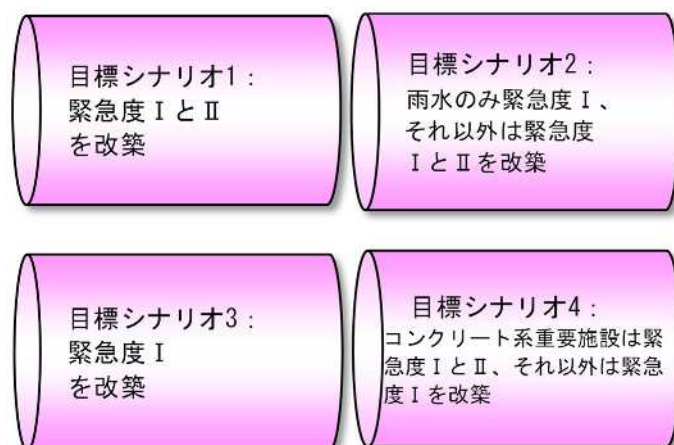 目標シナリオ1：
緊急度ⅠとⅡ
を改築
目標シナリオ2：
雨水のみ緊急度Ⅰ、
それ以外は緊急度
ⅠとⅡを改築
目標シナリオ3：
緊急度Ⅰ
を改築
目標シナリオ4：
コンクリート系重要施設は緊
急度ⅠとⅡ、それ以外は緊急
度Ⅰを改築